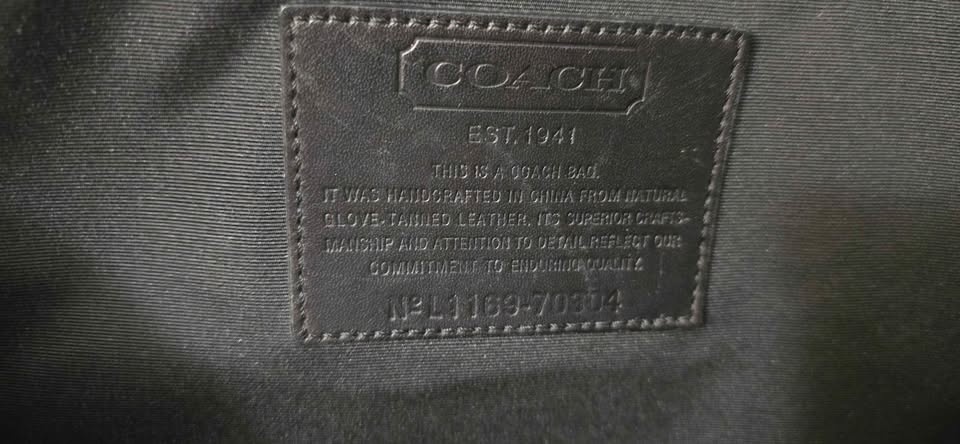 COACH
EST. 1941
THIS IS A COACH BAG.
IT WAS HANDCRAFTED IN CHINA FROM NATURAL
GLOVE-TANNED LEATHER. ITS SUPERIOR CRAFTS-
MANSHIP AND ATTENTION TO DETAIL REFLECT OUR
COMMITMENT TO ENDURING QUALITY.